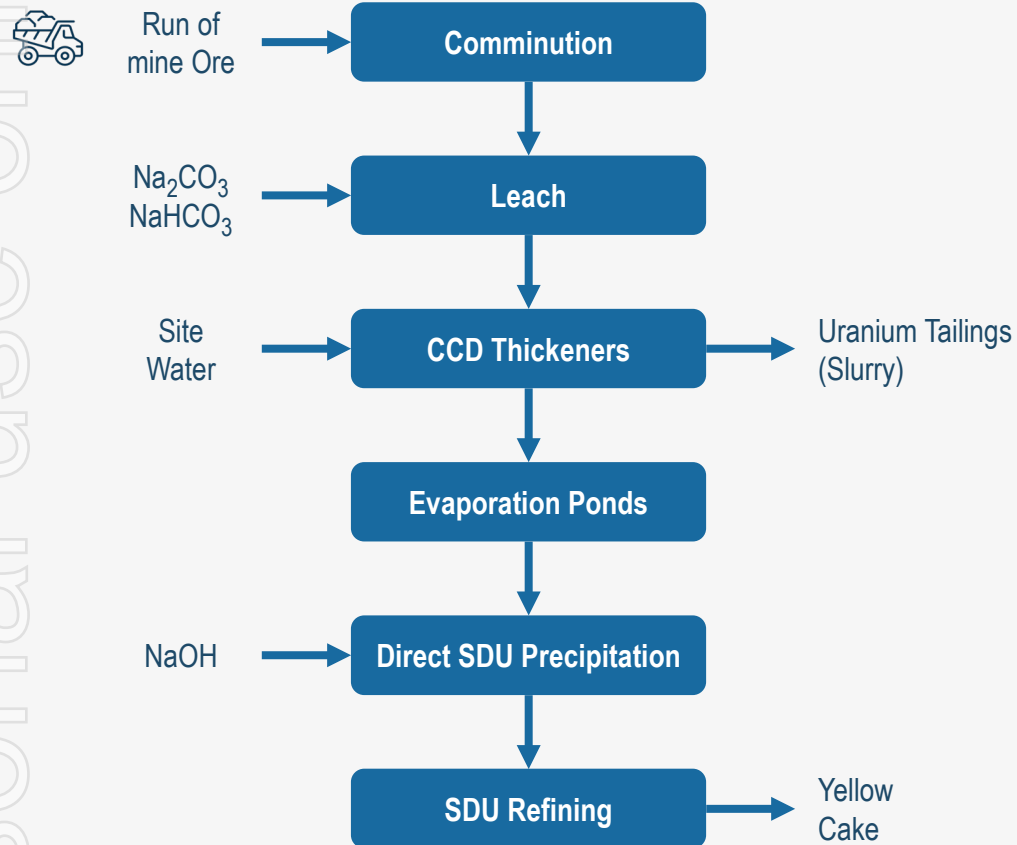 Run of
mine Ore
Comminution
Na₂CO₃
NaHCO₃
Leach
Site
Water
CCD Thickeners
Uranium Tailings
(Slurry)
Evaporation Ponds
NaOH
Direct SDU Precipitation
SDU Refining
Yellow
Cake